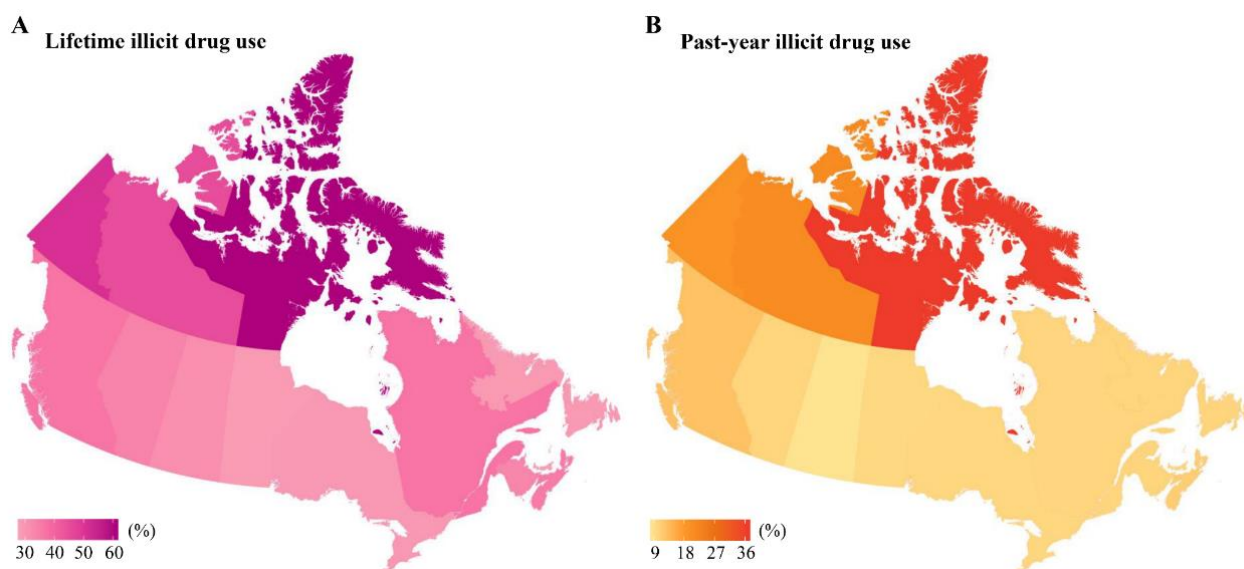 A
Lifetime illicit drug use
B
Past-year illicit drug use
(%)
30 40 50 60
(%)
9 18 27 36